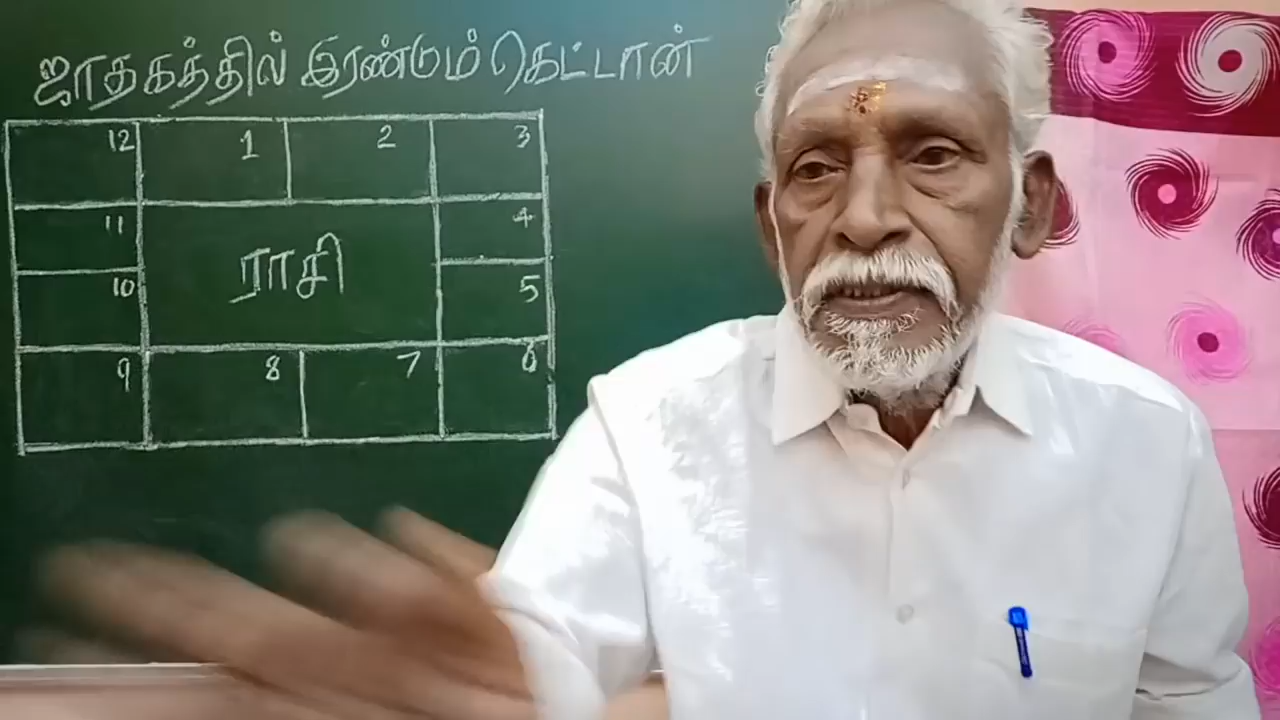 ஜாதகத்தில் இரண்டும் கெட்டான்
12 1 2 3
11 4
ராசி
10 5
9 8 7 6